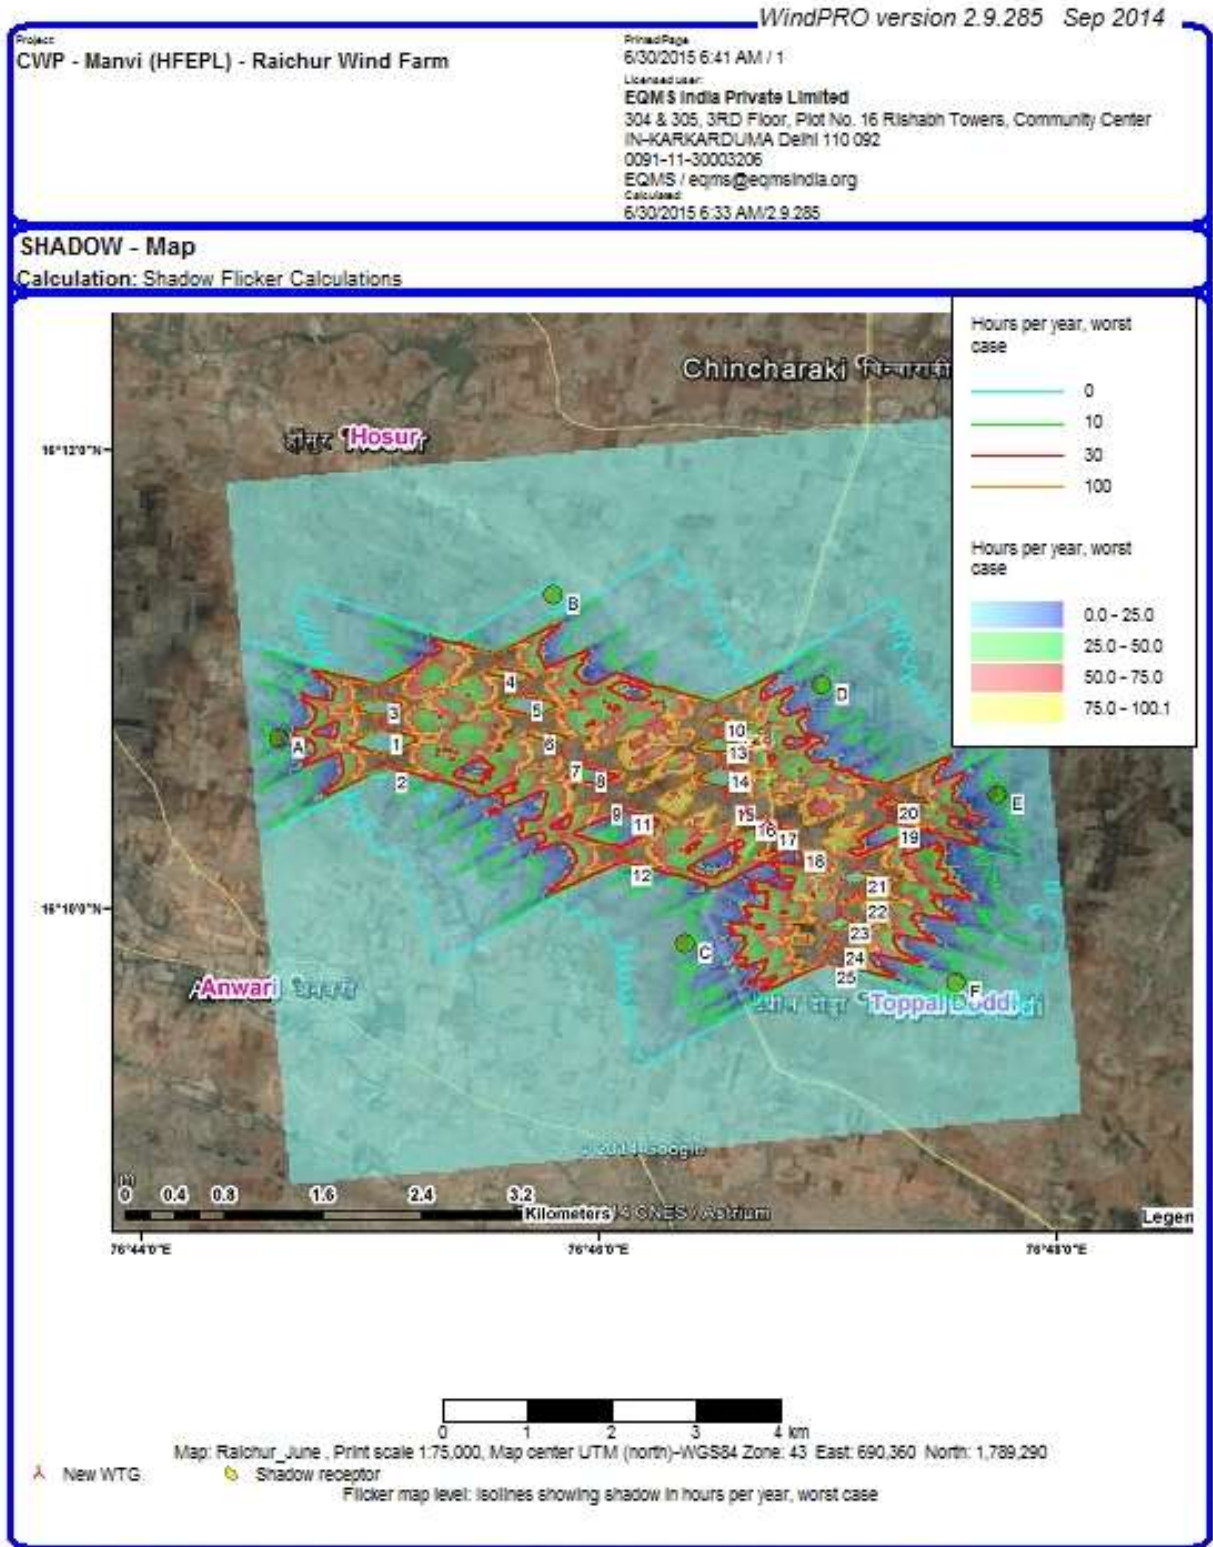 WindPRO version 2.9.285 Sep 2014
Project:
CWP - Manvi (HFEPL) - Raichur Wind Farm
Printed/Page
6/30/2015 6:41 AM / 1
Licensed user:
EQMS India Private Limited
304 & 305, 3RD Floor, Plot No. 16 Rishabh Towers, Community Center
IN-KARKARDUMA Delhi 110 092
0091-11-30003206
EQMS / eqms@eqmsindia.org
Calculated:
6/30/2015 6:33 AM/2.9.285
SHADOW - Map
Calculation: Shadow Flicker Calculations
Hours per year, worst
case
0
10
30
100
Hours per year, worst
case
0.0 - 25.0
25.0 - 50.0
50.0 - 75.0
75.0 - 100.1
Chincharaki
Hosur
16°12'0"N
B
4
D
3
5
10
A
1
6
13
2
7
8
14
E
9
15
20
11
16
17
19
18
12
21
16°10'0"N
22
23
C
24
25
F
Anwari
Toppal Doddi
0 0.4 0.8 1.6 2.4 3.2
Kilometers
CNES / Astrium
Legen
76°44'0"E 76°46'0"E 76°48'0"E
0 1 2 3 4 km
Map: Raichur_June , Print scale 1:75,000, Map center UTM (north)-WGS84 Zone: 43 East: 690,360 North: 1,789,290
New WTG Shadow receptor
Flicker map level: Isolines showing shadow in hours per year, worst case